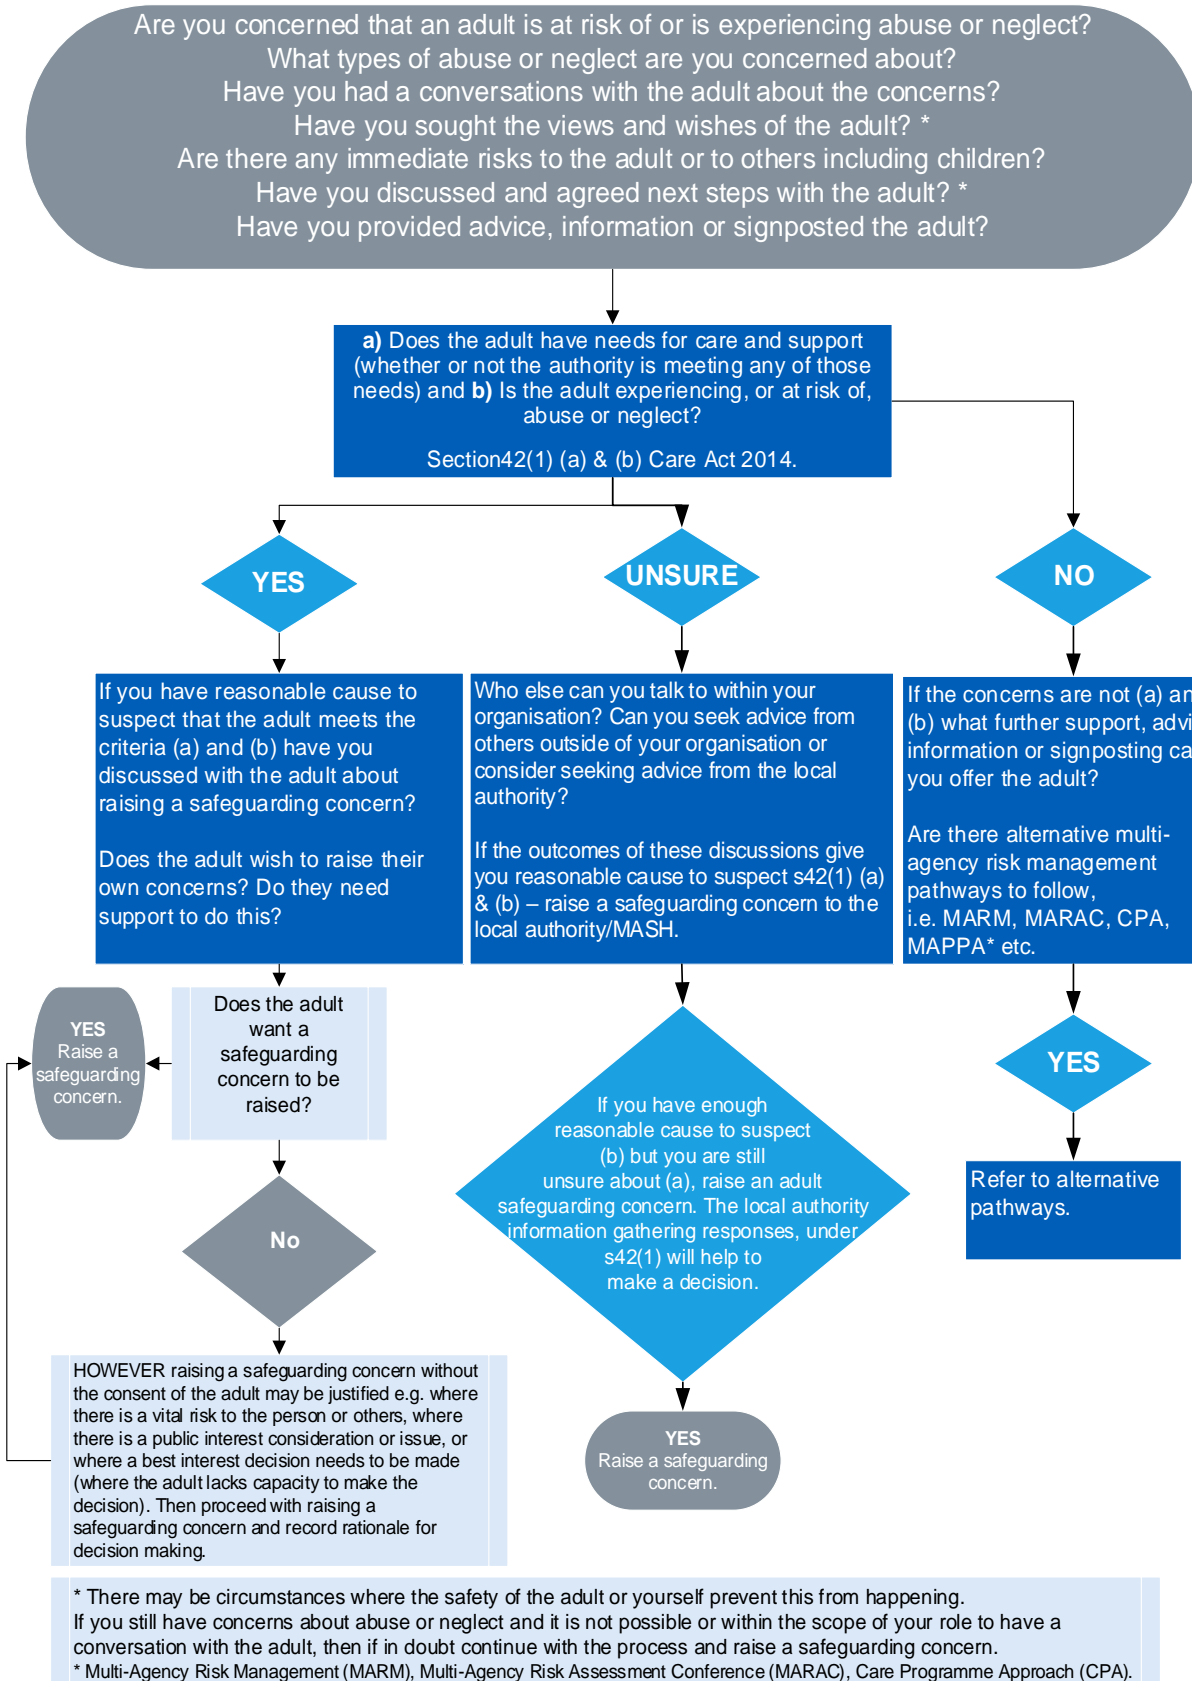 Are you concerned that an adult is at risk of or is experiencing abuse or neglect?
What types of abuse or neglect are you concerned about?
Have you had a conversations with the adult about the concerns?
Have you sought the views and wishes of the adult? *
Are there any immediate risks to the adult or to others including children?
Have you discussed and agreed next steps with the adult? *
Have you provided advice, information or signposted the adult?
a) Does the adult have needs for care and support
(whether or not the authority is meeting any of those
needs) and b) Is the adult experiencing, or at risk of,
abuse or neglect?
Section42(1) (a) & (b) Care Act 2014.
YES
UNSURE
NO
If you have reasonable cause to
suspect that the adult meets the
criteria (a) and (b) have you
discussed with the adult about
raising a safeguarding concern?
Does the adult wish to raise their
own concerns? Do they need
support to do this?
Who else can you talk to within your
organisation? Can you seek advice from
others outside of your organisation or
consider seeking advice from the local
authority?
If the outcomes of these discussions give
you reasonable cause to suspect s42(1) (a)
& (b) – raise a safeguarding concern to the
local authority/MASH.
If the concerns are not (a) an
(b) what further support, advi
information or signposting ca
you offer the adult?
Are there alternative multi-
agency risk management
pathways to follow,
i.e. MARM, MARAC, CPA,
MAPPA* etc.
YES
Raise a
safeguarding
concern.
Does the adult
want a
safeguarding
concern to be
raised?
No
HOWEVER raising a safeguarding concern without
the consent of the adult may be justified e.g. where
there is a vital risk to the person or others, where
there is a public interest consideration or issue, or
where a best interest decision needs to be made
(where the adult lacks capacity to make the
decision). Then proceed with raising a
safeguarding concern and record rationale for
decision making.
If you have enough
reasonable cause to suspect
(b) but you are still
unsure about (a), raise an adult
safeguarding concern. The local authority
information gathering responses, under
s42(1) will help to
make a decision.
YES
Raise a safeguarding
concern.
YES
Refer to alternative
pathways.
* There may be circumstances where the safety of the adult or yourself prevent this from happening.
If you still have concerns about abuse or neglect and it is not possible or within the scope of your role to have a
conversation with the adult, then if in doubt continue with the process and raise a safeguarding concern.
* Multi-Agency Risk Management (MARM), Multi-Agency Risk Assessment Conference (MARAC), Care Programme Approach (CPA).